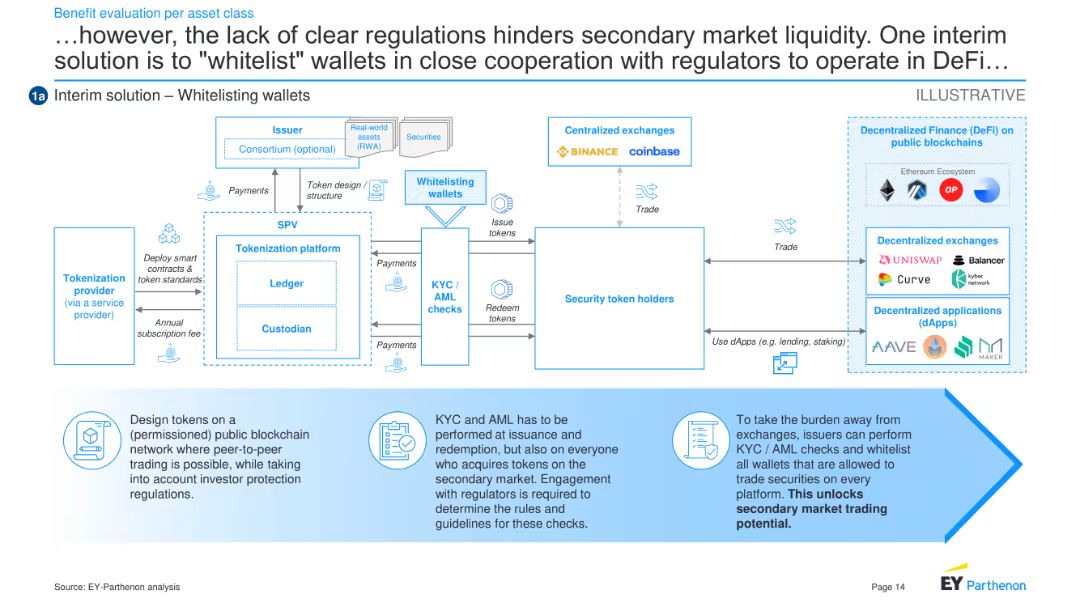 Benefit evaluation per asset class
…however, the lack of clear regulations hinders secondary market liquidity. One interim
solution is to "whitelist" wallets in close cooperation with regulators to operate in DeFi…
1a Interim solution – Whitelisting wallets
ILLUSTRATIVE
Issuer
Consortium (optional)
Real-world
assets
(RWA)
Securities
Payments
Token design /
structure
Whitelisting
wallets
Centralized exchanges
BINANCE
coinbase
Trade
Decentralized Finance (DeFi) on
public blockchains
Ethereum Ecosystem
OP
Tokenization
provider
(via a service
provider)
Deploy smart
contracts &
token standards
Annual
subscription fee
SPV
Tokenization platform
Ledger
Custodian
Payments
Payments
KYC /
AML
checks
Issue
tokens
Redeem
tokens
Security token holders
Trade
Use dApps (e.g. lending, staking)
Decentralized exchanges
UNISWAP
Balancer
Curve
kyber
network
Decentralized applications
(dApps)
AAVE
MAKER
Design tokens on a
(permissioned) public blockchain
network where peer-to-peer
trading is possible, while taking
into account investor protection
regulations.
KYC and AML has to be
performed at issuance and
redemption, but also on everyone
who acquires tokens on the
secondary market. Engagement
with regulators is required to
determine the rules and
guidelines for these checks.
To take the burden away from
exchanges, issuers can perform
KYC / AML checks and whitelist
all wallets that are allowed to
trade securities on every
platform. This unlocks
secondary market trading
potential.
Source: EY-Parthenon analysis
Page 14
EY Parthenon